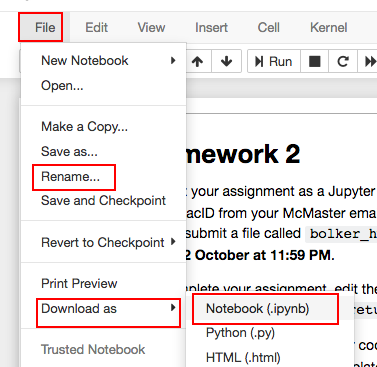 File View Insert Cell Kernel
New Notebook
Run
Open...
Make a Copy...
Save as...
mework 2
Rename...
your assignment as a Jupyter
Save and Checkpoint
acID from your McMaster ema
submit a file called bolker_h
Revert to Checkpoint
2 October at 11:59 PM.
Print Preview
plete your assignment, edit the
Download as
Notebook (.ipynb)
Python (.py)
Trusted Notebook
HTML (.html)